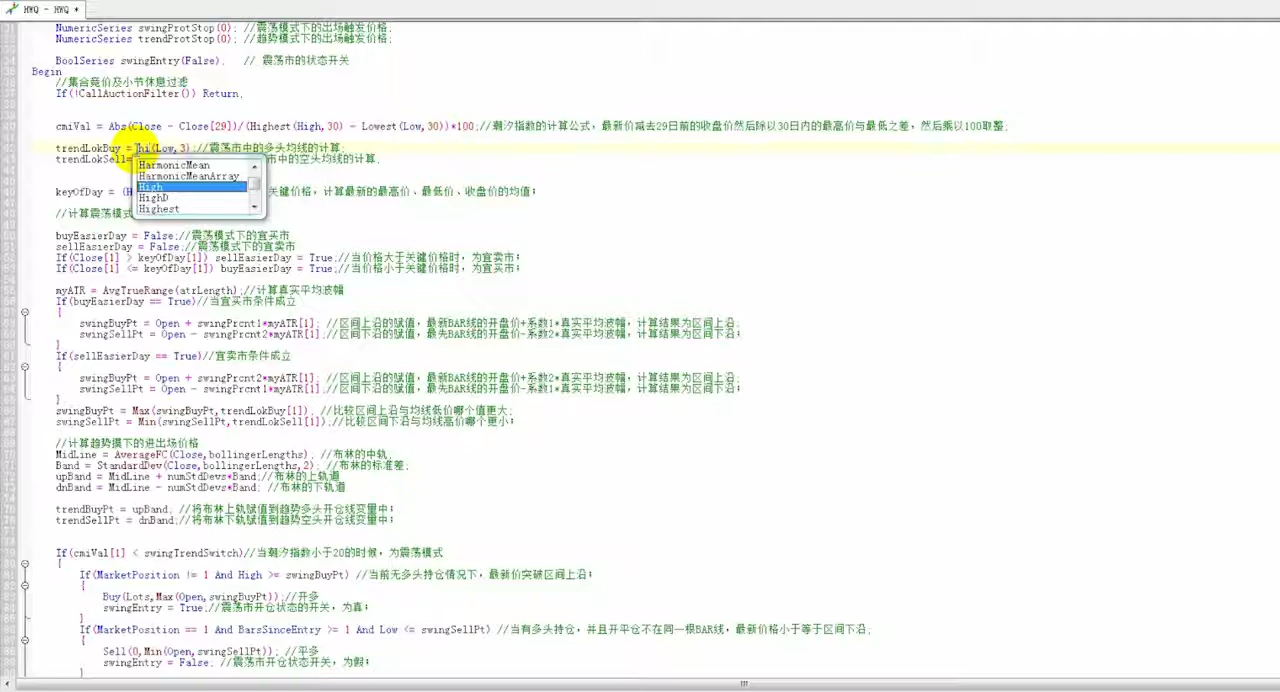 HWQ - HWQ *
NumericSeries swingProtStop(0); //震荡模式下的出场触发价格;
NumericSeries trendProtStop(0); //趋势模式下的出场触发价格;
BoolSeries swingEntry(False);   // 震荡市的状态开关
Begin
//集合竞价及小节休息过滤
If(!CallAuctionFilter()) Return;
cmiVal = Abs(Close - Close[29])/(Highest(High,30) - Lowest(Low,30))*100;//潮汐指数的计算公式，最新价减去29日前的收盘价然后除以30日内的最高价与最低之差，然后乘以100取整;
trendLokBuy = hi(Low,3);//震荡市中的多头均线的计算;
trendLokSell= 市中的空头均线的计算;
HarmonicMean
HarmonicMeanArray
High
HighD
Highest
keyOfDay = (H 关键价格，计算最新的最高价、最低价、收盘价的均值;
//计算震荡模式
buyEasierDay = False;//震荡模式下的宜买市
sellEasierDay = False;//震荡模式下的宜卖市
If(Close[1] > keyOfDay[1]) sellEasierDay = True;//当价格大于关键价格时，为宜卖市;
If(Close[1] <= keyOfDay[1]) buyEasierDay = True;//当价格小于关键价格时，为宜买市;
myATR = AvgTrueRange(atrLength);//计算真实平均波幅
If(buyEasierDay == True)//当宜买市条件成立
{
swingBuyPt = Open + swingPrcnt1*myATR[1]; //区间上沿的赋值，最新BAR线的开盘价+系数1*真实平均波幅，计算结果为区间上沿;
swingSellPt = Open - swingPrcnt2*myATR[1];//区间下沿的赋值，最先BAR线的开盘价-系数2*真实平均波幅，计算结果为区间下沿;
}
If(sellEasierDay == True)//宜卖市条件成立
{
swingBuyPt = Open + swingPrcnt2*myATR[1]; //区间上沿的赋值，最新BAR线的开盘价+系数2*真实平均波幅，计算结果为区间上沿;
swingSellPt = Open - swingPrcnt1*myATR[1];//区间下沿的赋值，最先BAR线的开盘价-系数1*真实平均波幅，计算结果为区间下沿;
}
swingBuyPt = Max(swingBuyPt,trendLokBuy[1]); //比较区间上沿与均线低价哪个值更大;
swingSellPt = Min(swingSellPt,trendLokSell[1]);//比较区间下沿与均线高价哪个更小;
//计算趋势摸下的进出场价格
MidLine = AverageFC(Close,bollingerLengths); //布林的中轨;
Band = StandardDev(Close,bollingerLengths,2); //布林的标准差;
upBand = MidLine + numStdDevs*Band;//布林的上轨道
dnBand = MidLine - numStdDevs*Band; //布林的下轨道
trendBuyPt = upBand; //将布林上轨赋值到趋势多头开仓线变量中;
trendSellPt = dnBand;//将布林下轨赋值到趋势空头开仓线变量中;
If(cmiVal[1] < swingTrendSwitch)//当潮汐指数小于20的时候，为震荡模式
{
If(MarketPosition != 1 And High >= swingBuyPt) //当前无多头持仓情况下，最新价突破区间上沿;
{
Buy(Lots,Max(Open,swingBuyPt));//开多
swingEntry = True;//震荡市开仓状态的开关，为真;
}
If(MarketPosition == 1 And BarsSinceEntry >= 1 And Low <= swingSellPt) //当有多头持仓，并且开平仓不在同一根BAR线，最新价格小于等于区间下沿;
{
Sell(0,Min(Open,swingSellPt)); //平多
swingEntry = False; //震荡市开仓状态开关，为假;
}